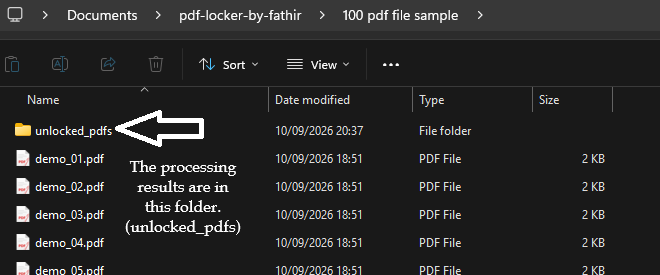 Documents > pdf-locker-by-fathir > 100 pdf file sample >
Sort View
Name Date modified Type Size
unlocked_pdfs 10/09/2026 20:37 File folder
demo_01.pdf 10/09/2026 18:51 PDF File 2 KB
demo_02.pdf 10/09/2026 18:51 PDF File 2 KB
demo_03.pdf 10/09/2026 18:51 PDF File 2 KB
demo_04.pdf 10/09/2026 18:51 PDF File 2 KB
demo_05.pdf 10/09/2026 18:51 PDF File 2 KB
The processing
results are in
this folder.
(unlocked_pdfs)